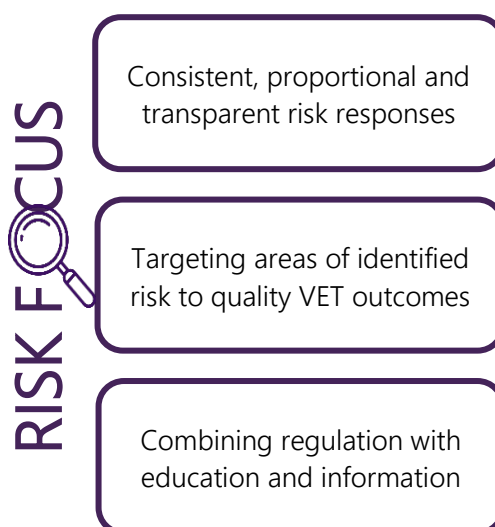 RISK FOCUS
Consistent, proportional and
transparent risk responses
Targeting areas of identified
risk to quality VET outcomes
Combining regulation with
education and information